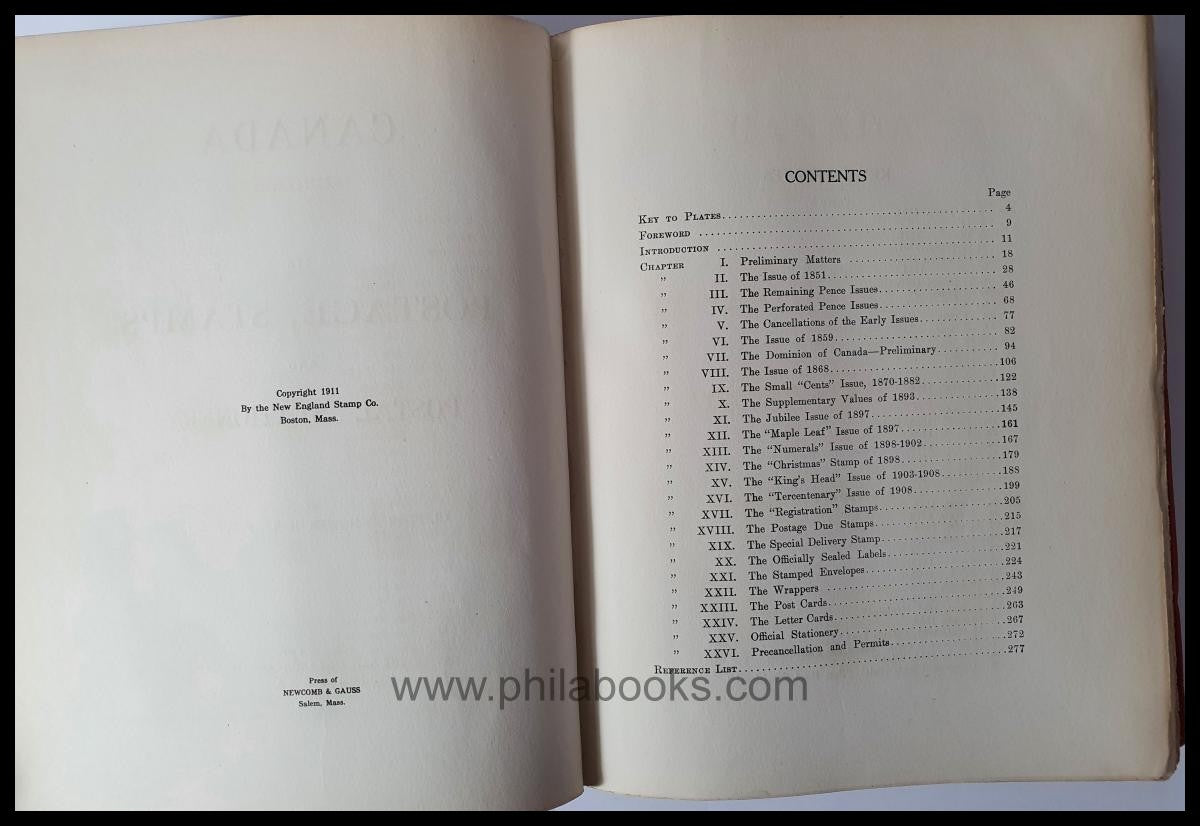 Copyright 1911
By the New England Stamp Co.
Boston, Mass.
Press of
NEWCOMB & GAUSS
Salem, Mass.
CONTENTS
Page
KEY TO PLATES 4
FOREWORD 9
INTRODUCTION 11
CHAPTER I. Preliminary Matters 18
" II. The Issue of 1851 28
" III. The Remaining Pence Issues 46
" IV. The Perforated Pence Issues 68
" V. The Cancellations of the Early Issues 77
" VI. The Issue of 1859 82
" VII. The Dominion of Canada—Preliminary 94
" VIII. The Issue of 1868 106
" IX. The Small "Cents" Issue, 1870-1882 122
" X. The Supplementary Values of 1893 138
" XI. The Jubilee Issue of 1897 145
" XII. The "Maple Leaf" Issue of 1897 161
" XIII. The "Numerals" Issue of 1898-1902 167
" XIV. The "Christmas" Stamp of 1898 179
" XV. The "King's Head" Issue of 1903-1908 188
" XVI. The "Tercentenary" Issue of 1908 199
" XVII. The "Registration" Stamps 205
" XVIII. The Postage Due Stamps 215
" XIX. The Special Delivery Stamp 217
" XX. The Officially Sealed Labels 221
" XXI. The Stamped Envelopes 224
" XXII. The Wrappers 243
" XXIII. The Post Cards 249
" XXIV. The Letter Cards 263
" XXV. Official Stationery 267
" XXVI. Precancellation and Permits 272
REFERENCE LIST 277
www.philabooks.com